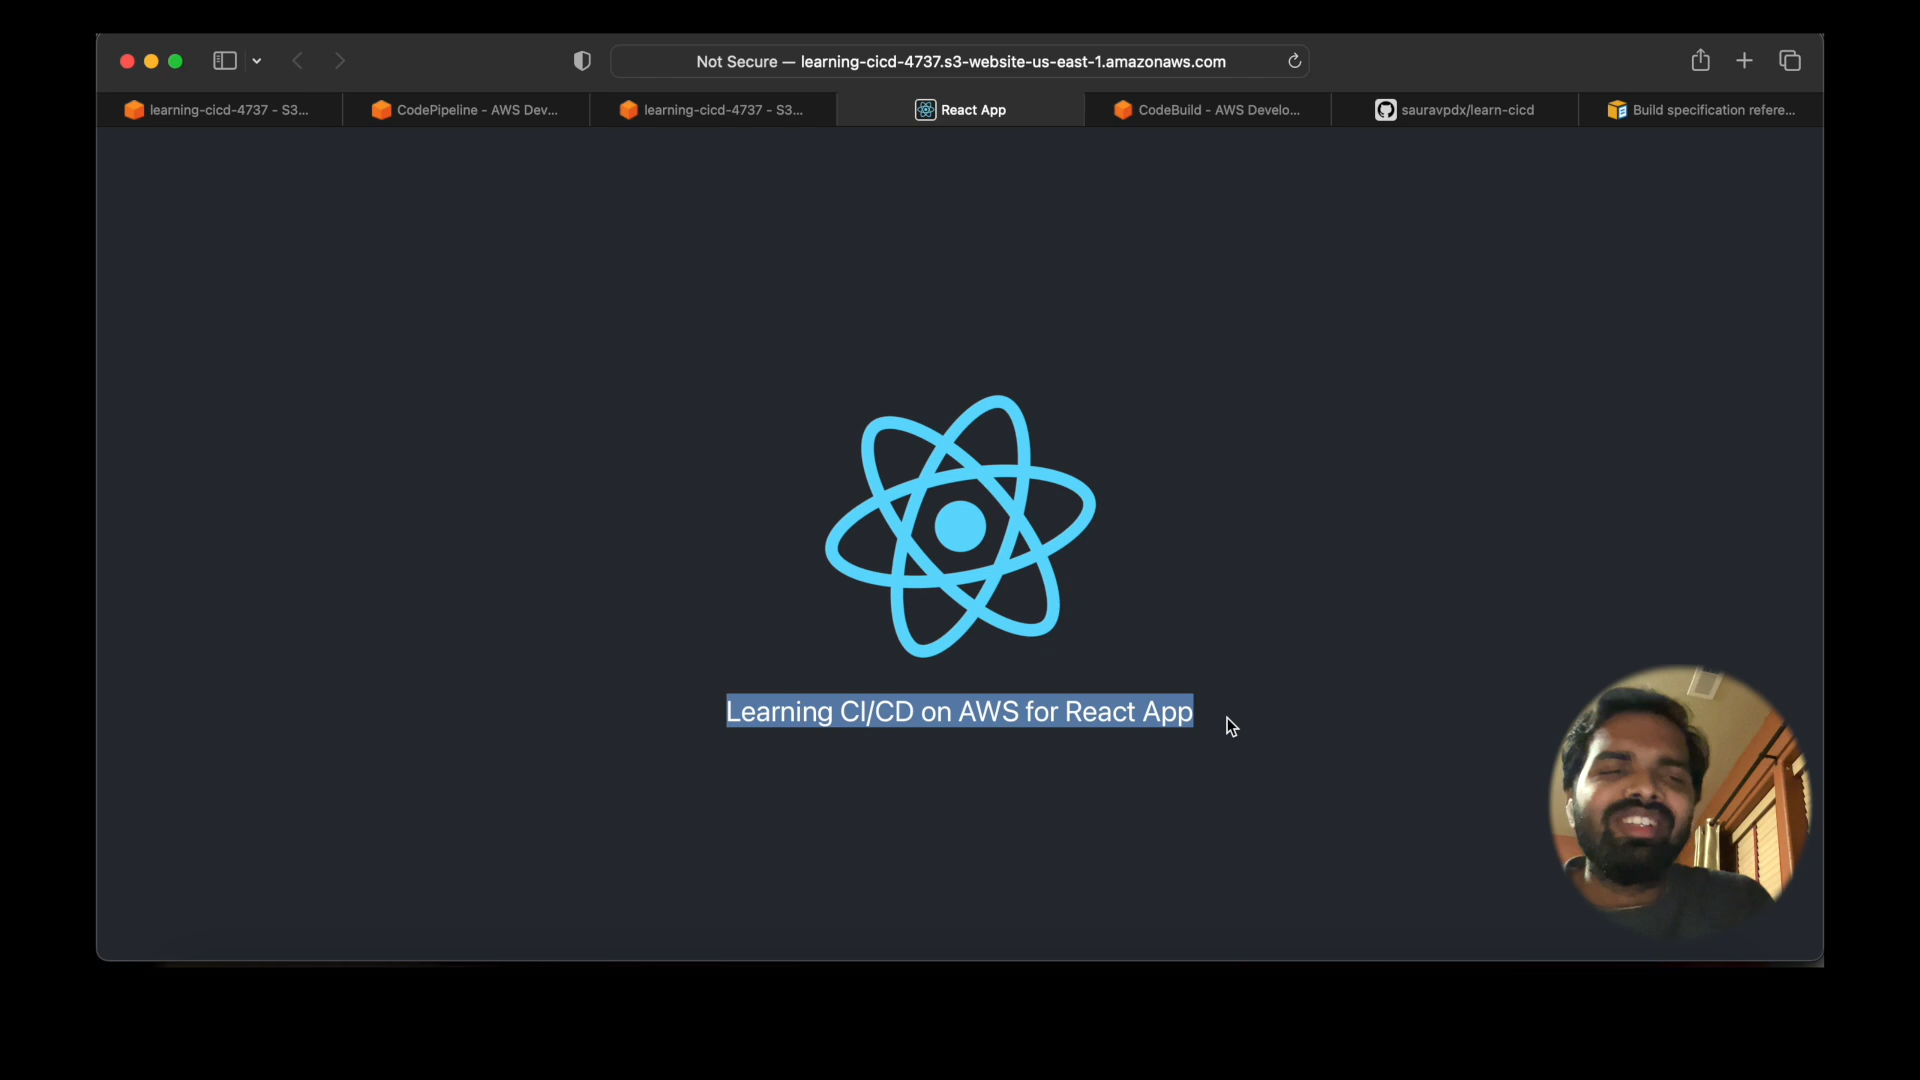 Not Secure — learning-cicd-4737.s3-website-us-east-1.amazonaws.com
learning-cicd-4737 - S3...
CodePipeline - AWS Dev...
learning-cicd-4737 - S3...
React App
CodeBuild - AWS Develo...
sauravpdx/learn-cicd
Build specification refere...
Learning CI/CD on AWS for React App